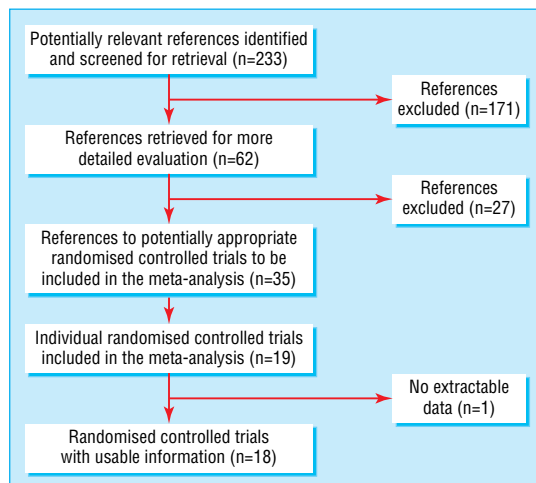 Potentially relevant references identified
and screened for retrieval (n=233)
References
excluded (n=171)
References retrieved for more
detailed evaluation (n=62)
References
excluded (n=27)
References to potentially appropriate
randomised controlled trials to be
included in the meta-analysis (n=35)
Individual randomised controlled trials
included in the meta-analysis (n=19)
No extractable
data (n=1)
Randomised controlled trials
with usable information (n=18)